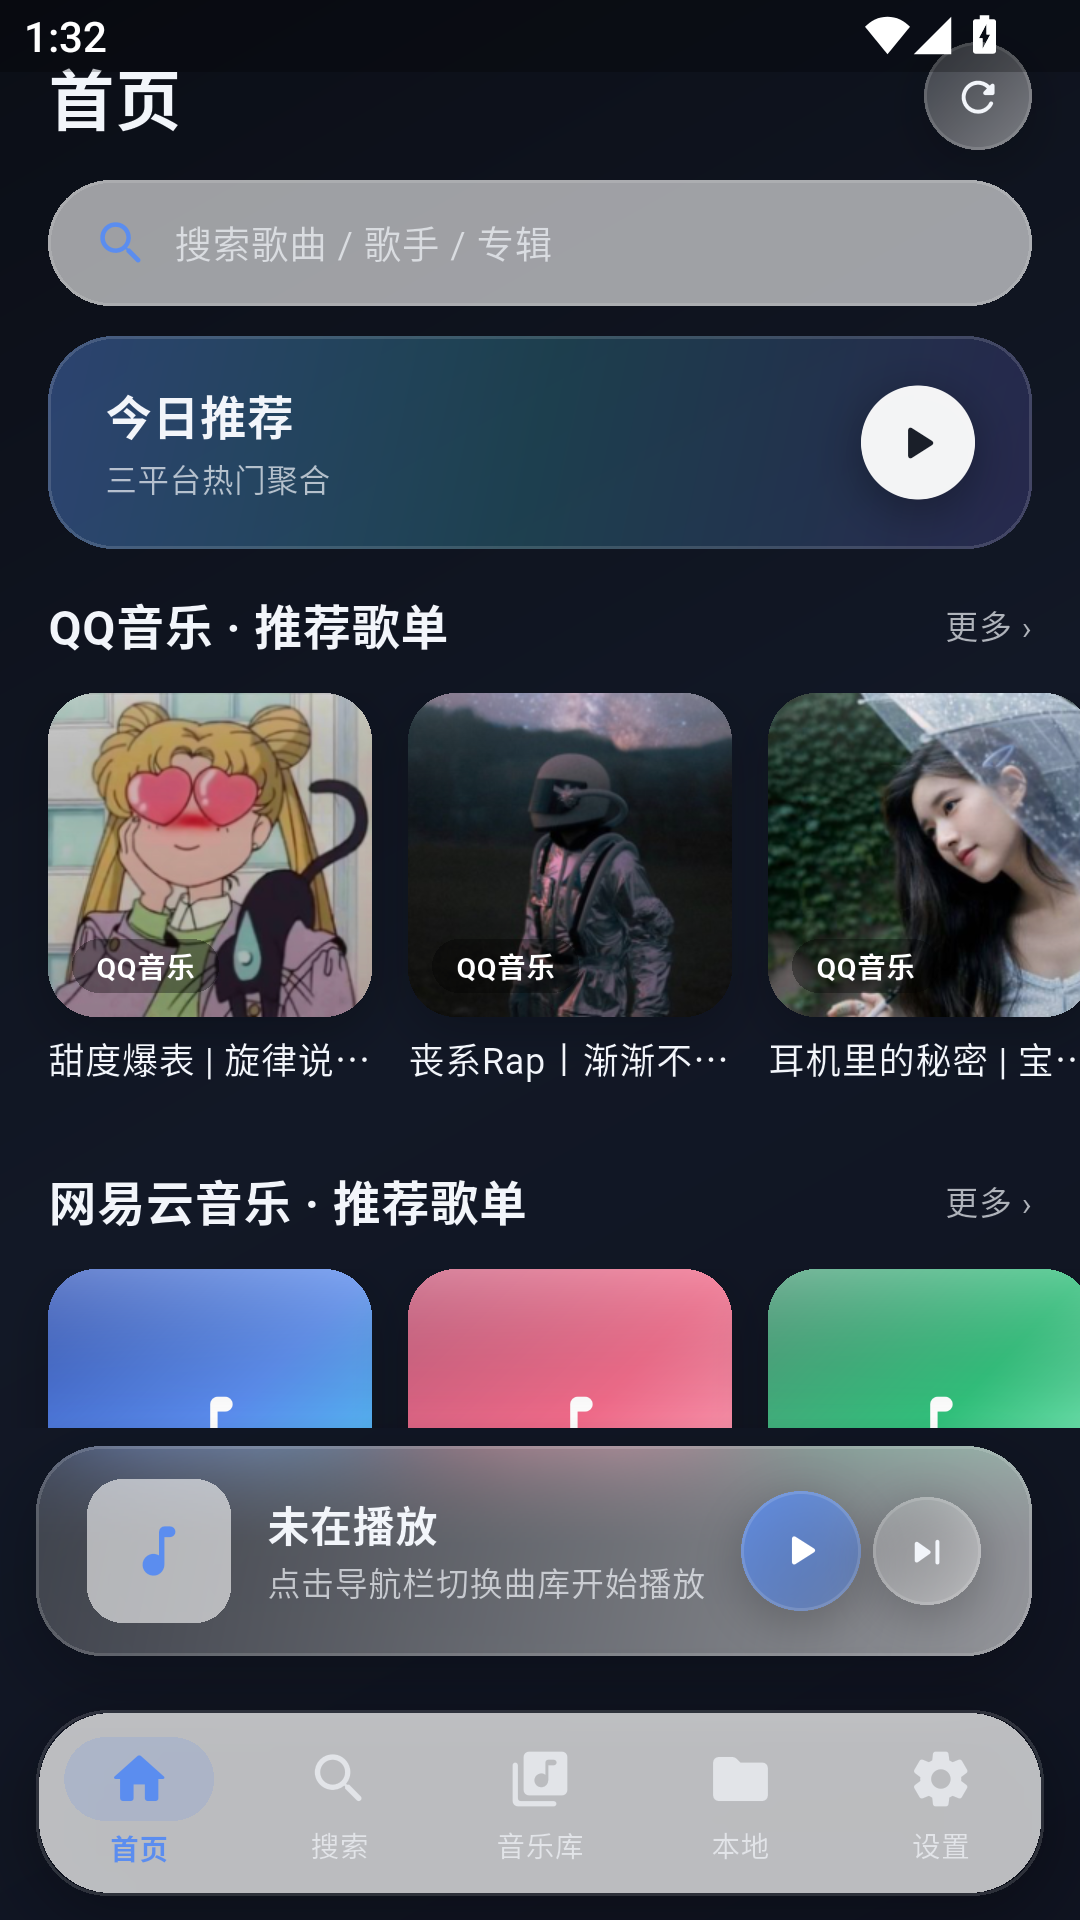 1:32
首页
搜索歌曲 / 歌手 / 专辑
今日推荐
三平台热门聚合
QQ音乐 · 推荐歌单
更多 ›
QQ音乐
QQ音乐
QQ音乐
甜度爆表 | 旋律说…
丧系Rap丨渐渐不…
耳机里的秘密 | 宝…
网易云音乐 · 推荐歌单
更多 ›
未在播放
点击导航栏切换曲库开始播放
首页
搜索
音乐库
本地
设置